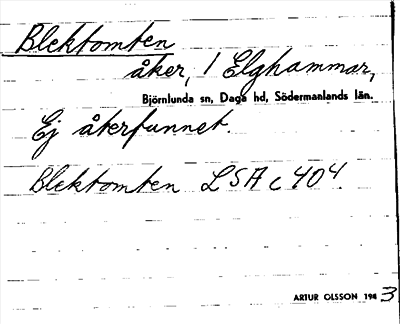 Blektomten
åker, / Elghammar,
Björnlunda sn, Daga hd, Södermanlands län.
Ej återfunnet.
Blektomten LSA c 404.
ARTUR OLSSON 1943